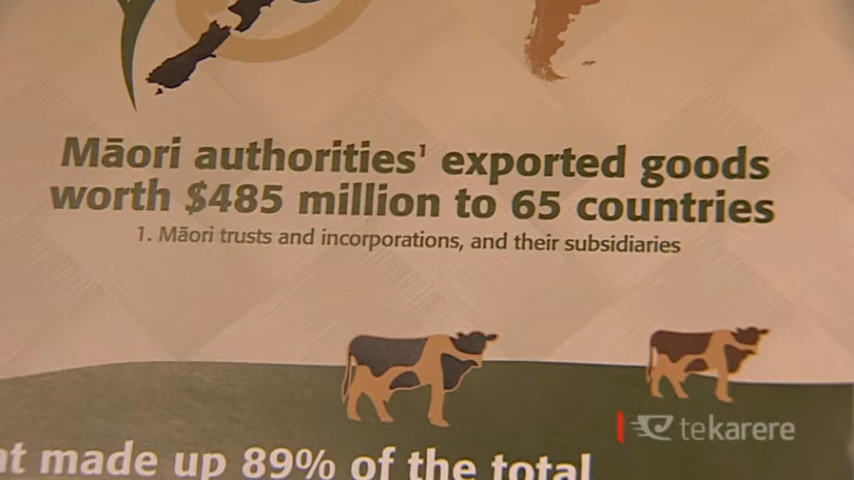 Māori authorities¹ exported goods
worth $485 million to 65 countries
1. Māori trusts and incorporations, and their subsidiaries
tekarere
made up 89% of the total